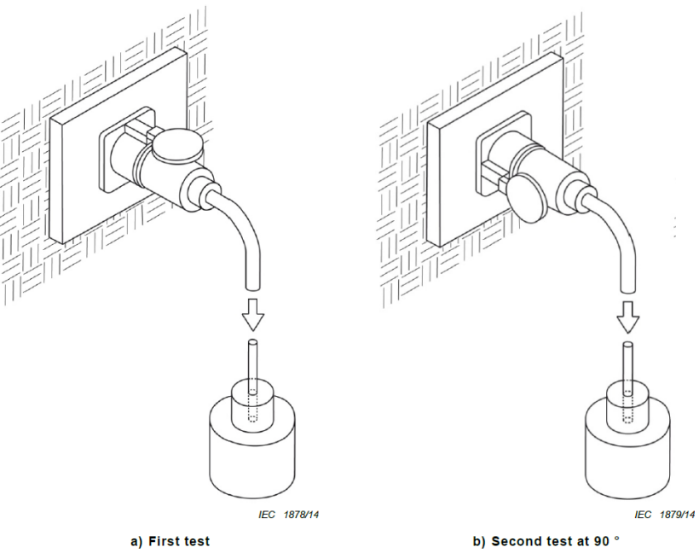 IEC 1878/14
IEC 1879/14
a) First test
b) Second test at 90 °